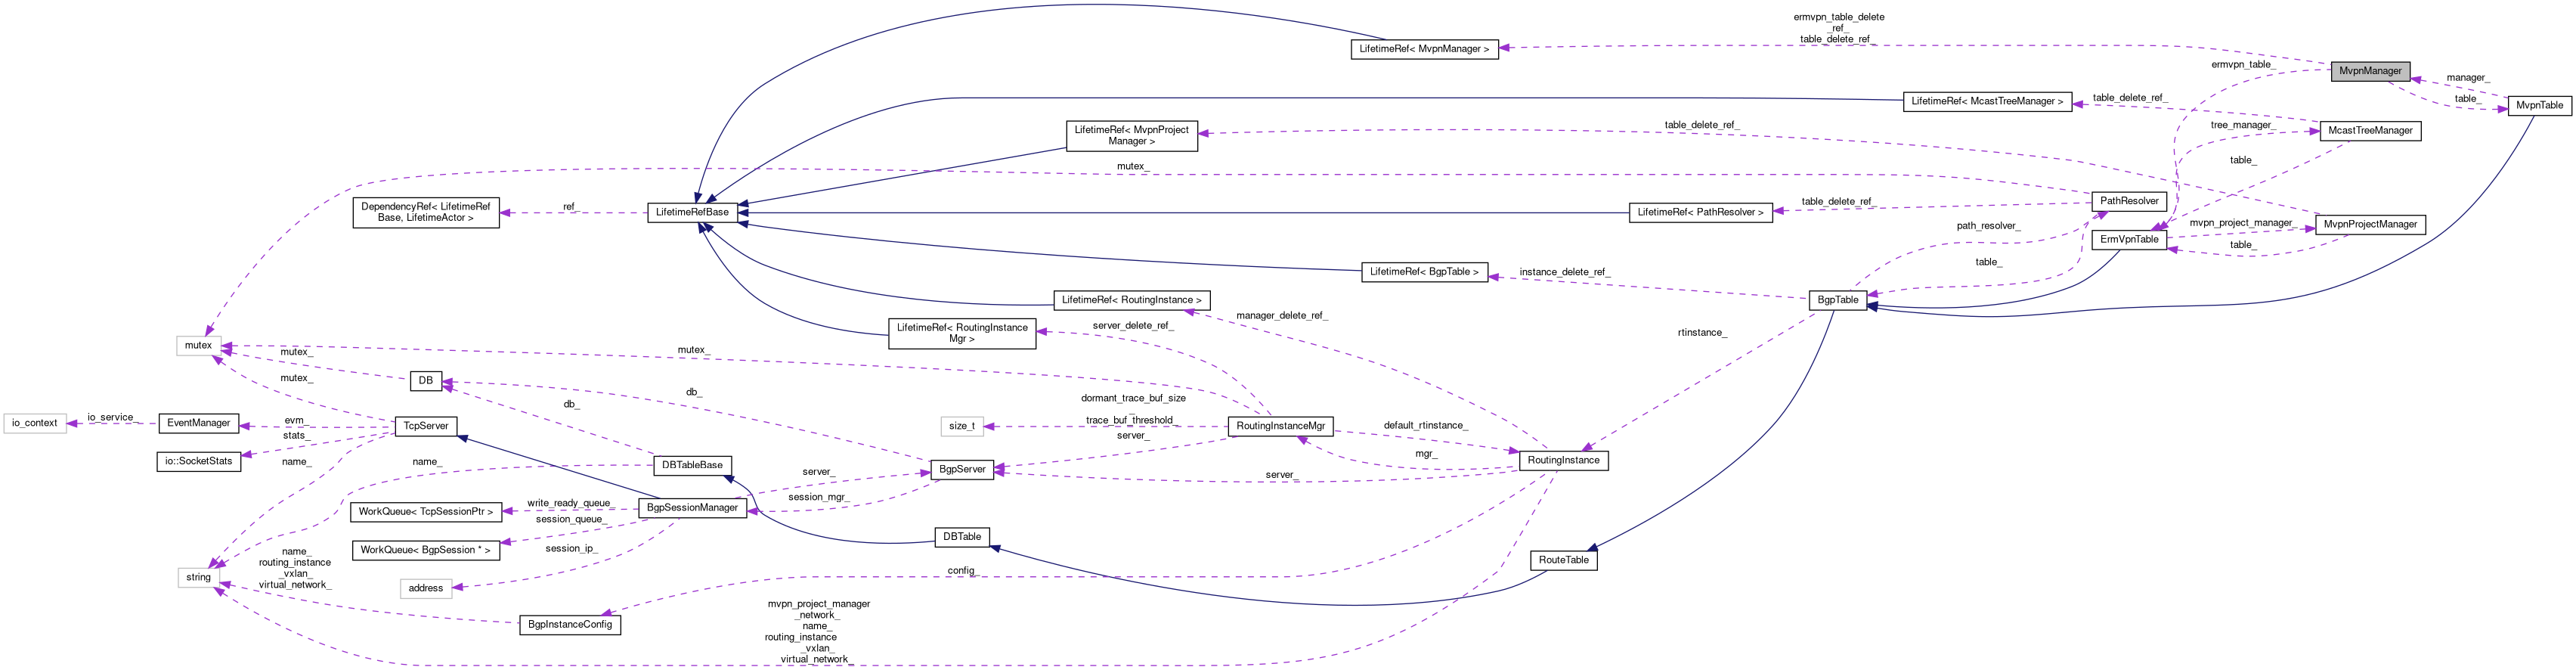 ermvpn_table_delete
_ref_
table_delete_ref_
LifetimeRef< MvpnManager >
ermvpn_table_
MvpnManager
manager_
table_
MvpnTable
LifetimeRef< McastTreeManager >
table_delete_ref_
LifetimeRef< MvpnProject
Manager >
table_delete_ref_
tree_manager_
McastTreeManager
mutex_
table_
DependencyRef< LifetimeRef
Base, LifetimeActor >
ref_
LifetimeRefBase
LifetimeRef< PathResolver >
table_delete_ref_
PathResolver
path_resolver_
mvpn_project_manager_
MvpnProjectManager
ErmVpnTable
table_
LifetimeRef< BgpTable >
instance_delete_ref_
table_
LifetimeRef< RoutingInstance >
BgpTable
LifetimeRef< RoutingInstance
Mgr >
server_delete_ref_
manager_delete_ref_
rtinstance_
mutex
mutex_
mutex_
mutex_
DB
db_
db_
dormant_trace_buf_size
_
trace_buf_threshold_
size_t
RoutingInstanceMgr
default_rtinstance_
io_context
io_service_
EventManager
evm_
TcpServer
stats_
io::SocketStats
name_
name_
DBTableBase
server_
mgr_
RoutingInstance
server_
BgpServer
server_
session_mgr_
WorkQueue< TcpSessionPtr >
write_ready_queue_
BgpSessionManager
session_queue_
WorkQueue< BgpSession * >
session_ip_
DBTable
RouteTable
string
name_
routing_instance
_vxlan_
virtual_network_
address
config_
BgpInstanceConfig
mvpn_project_manager
_network_
name_
routing_instance
_vxlan_
virtual_network_